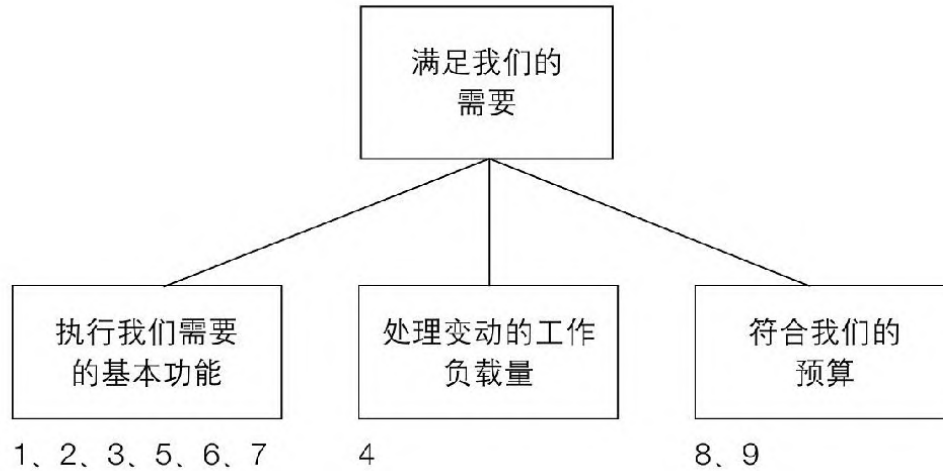 满足我们的
需要
执行我们需要
的基本功能
处理变动的工作
负载量
符合我们的
预算
1、2、3、5、6、7
4
8、9